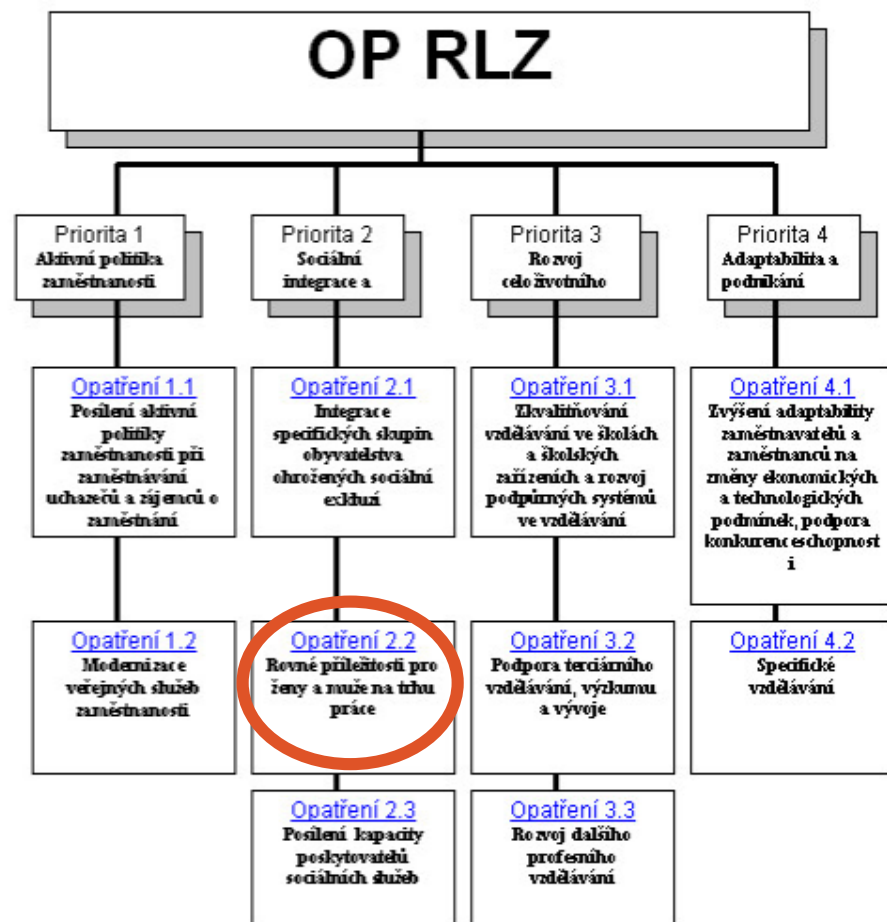 OP RLZ
Priorita 1
Aktivní politika
zaměstnanosti
Priorita 2
Sociální
integrace a
Priorita 3
Rozvoj
celoživotního
Priorita 4
Adaptabilita a
podnikání
Opatření 1.1
Posílení aktivní
politiky
zaměstnanosti při
zaměstnávání
uchazečů a zájemců o
zaměstnání
Opatření 2.1
Integrace
specifických skupin
obyvatelstva
ohrožených sociální
exkluzí
Opatření 3.1
Zkvalitňování
vzdělávání ve školách
a školských
zařízeních a rozvoj
podpůrných systémů
ve vzdělávání
Opatření 4.1
Zvýšení adaptability
zaměstnavatelů a
zaměstnanců na
změny ekonomických
a technologických
podmínek, podpora
konkurenceschopnost
i
Opatření 1.2
Modernizace
veřejných služeb
zaměstnanosti
Opatření 2.2
Rovné příležitosti pro
ženy a muže na trhu
práce
Opatření 3.2
Podpora terciárního
vzdělávání, výzkumu
a vývoje
Opatření 4.2
Specifické
vzdělávání
Opatření 2.3
Posílení kapacity
poskytovatelů
sociálních služeb
Opatření 3.3
Rozvoj dalšího
profesního
vzdělávání